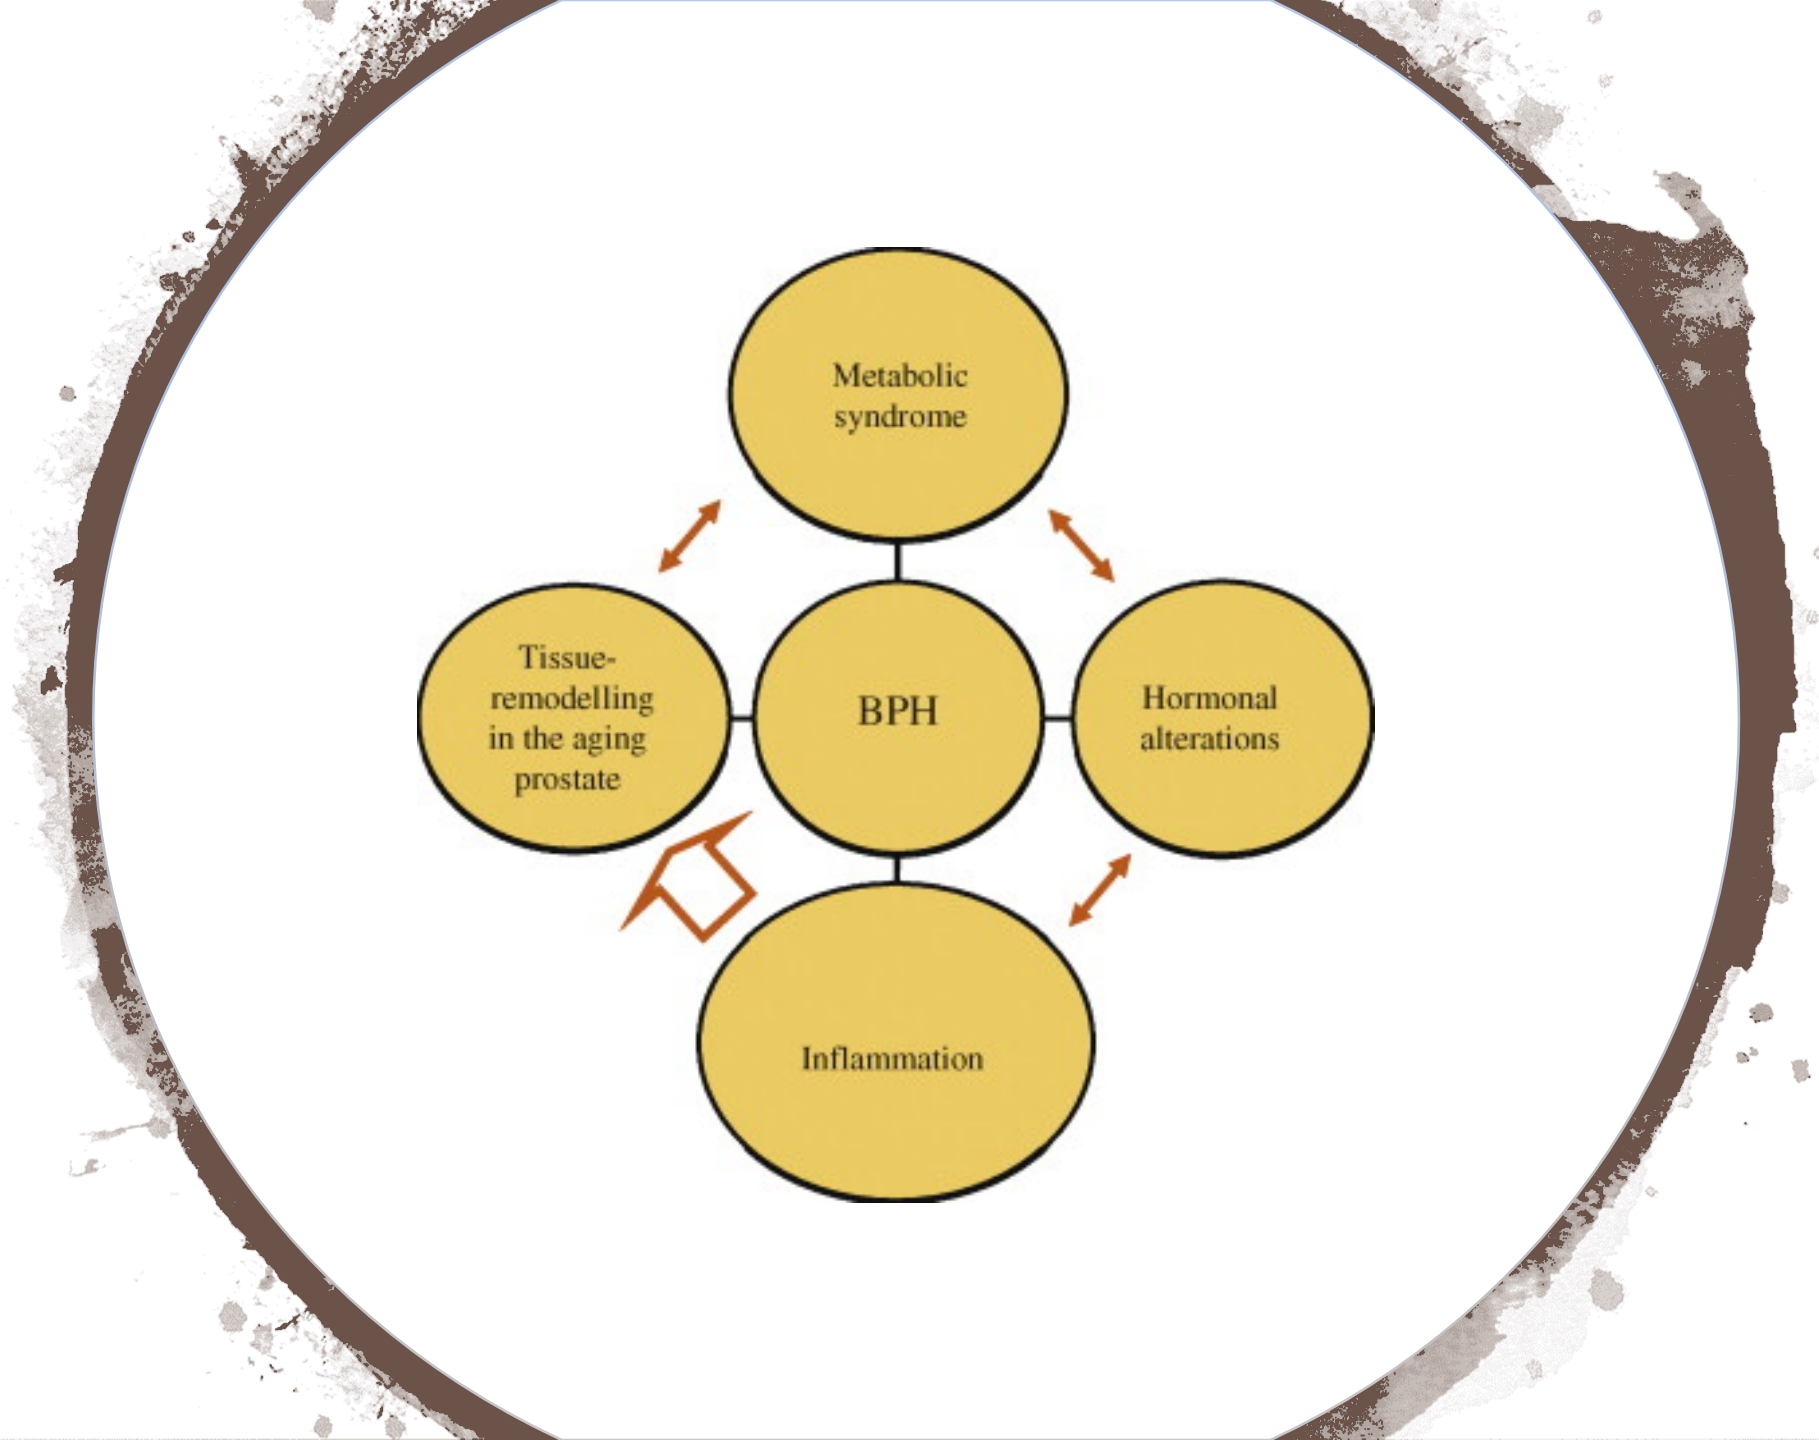 Metabolic
syndrome
Tissue-
remodelling
in the aging
prostate
BPH
Hormonal
alterations
Inflammation